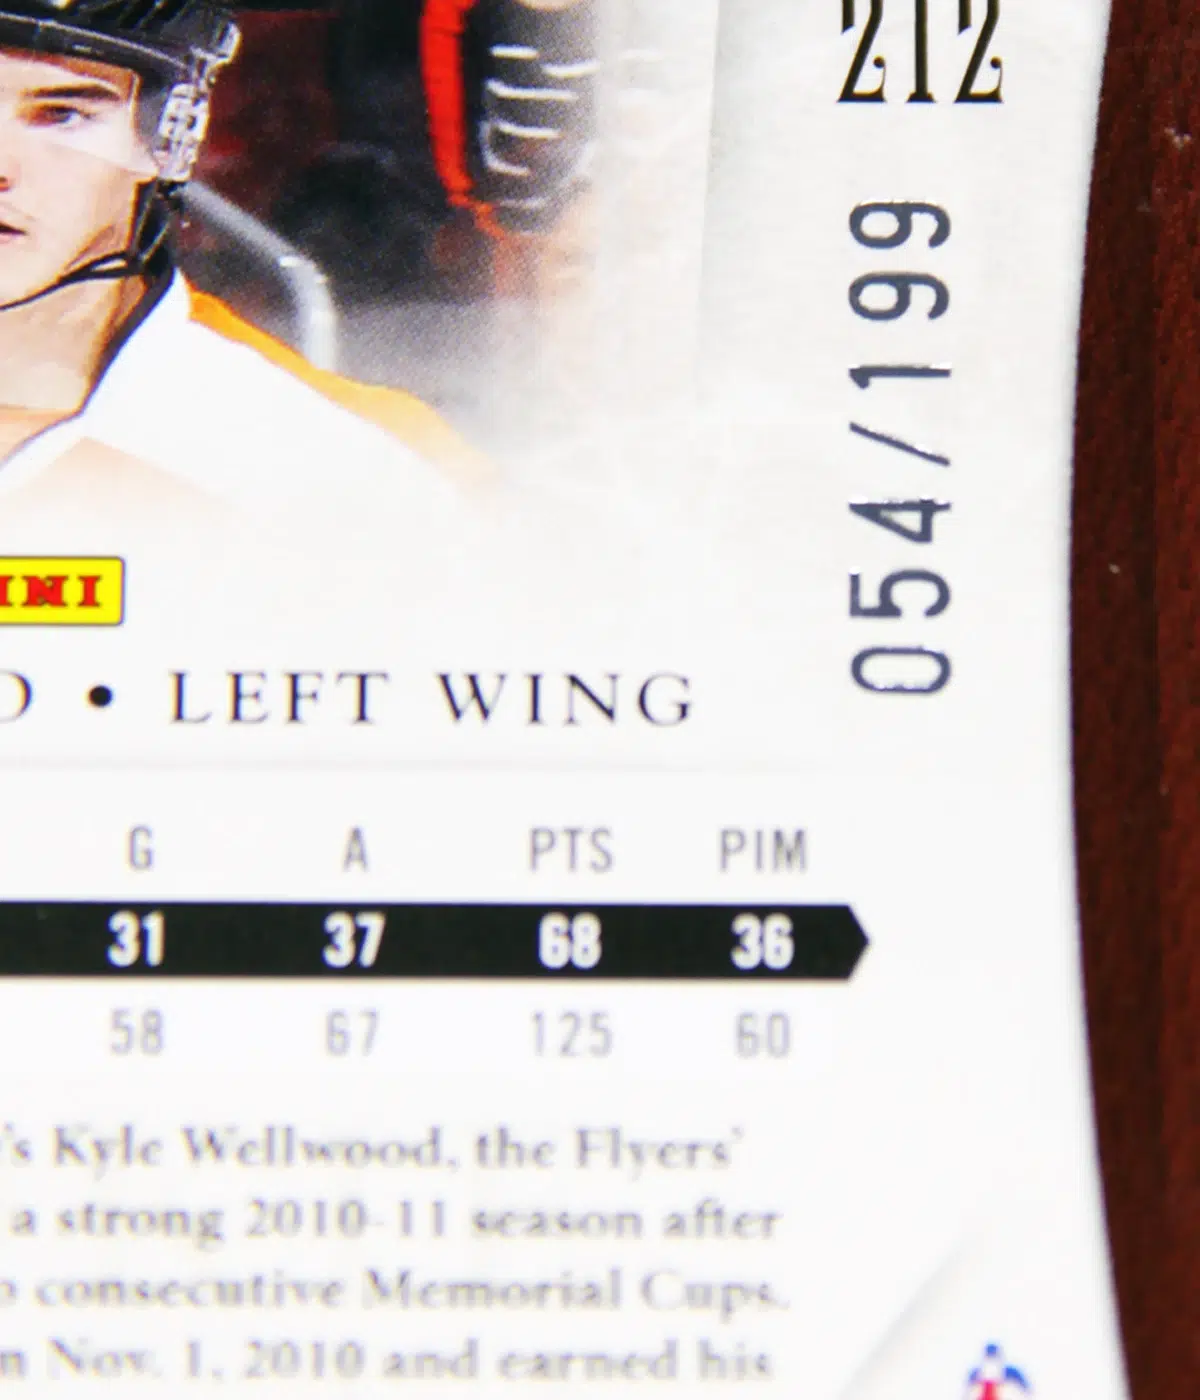 212
054/199
INI
D • LEFT WING
G A PTS PIM
31 37 68 36
58 67 125 60
's Kyle Wellwood, the Flyers'
a strong 2010-11 season after
o consecutive Memorial Cups.
n Nov. 1, 2010 and earned his